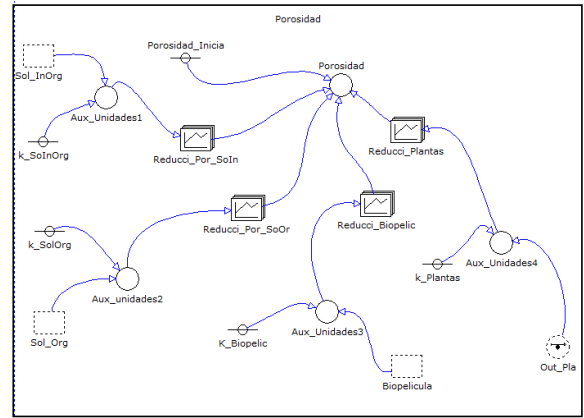 Porosidad
Porosidad_Inicia
Porosidad
Sol_InOrg
Aux_Unidades1
k_SoInOrg
Reducci_Por_SoIn
Reducci_Plantas
k_SolOrg
Reducci_Por_SoOr
Reducci_Biopelic
Aux_unidades2
Aux_Unidades4
k_Plantas
Sol_Org
K_Biopelic
Aux_Unidades3
Out_Pla
Biopelicula